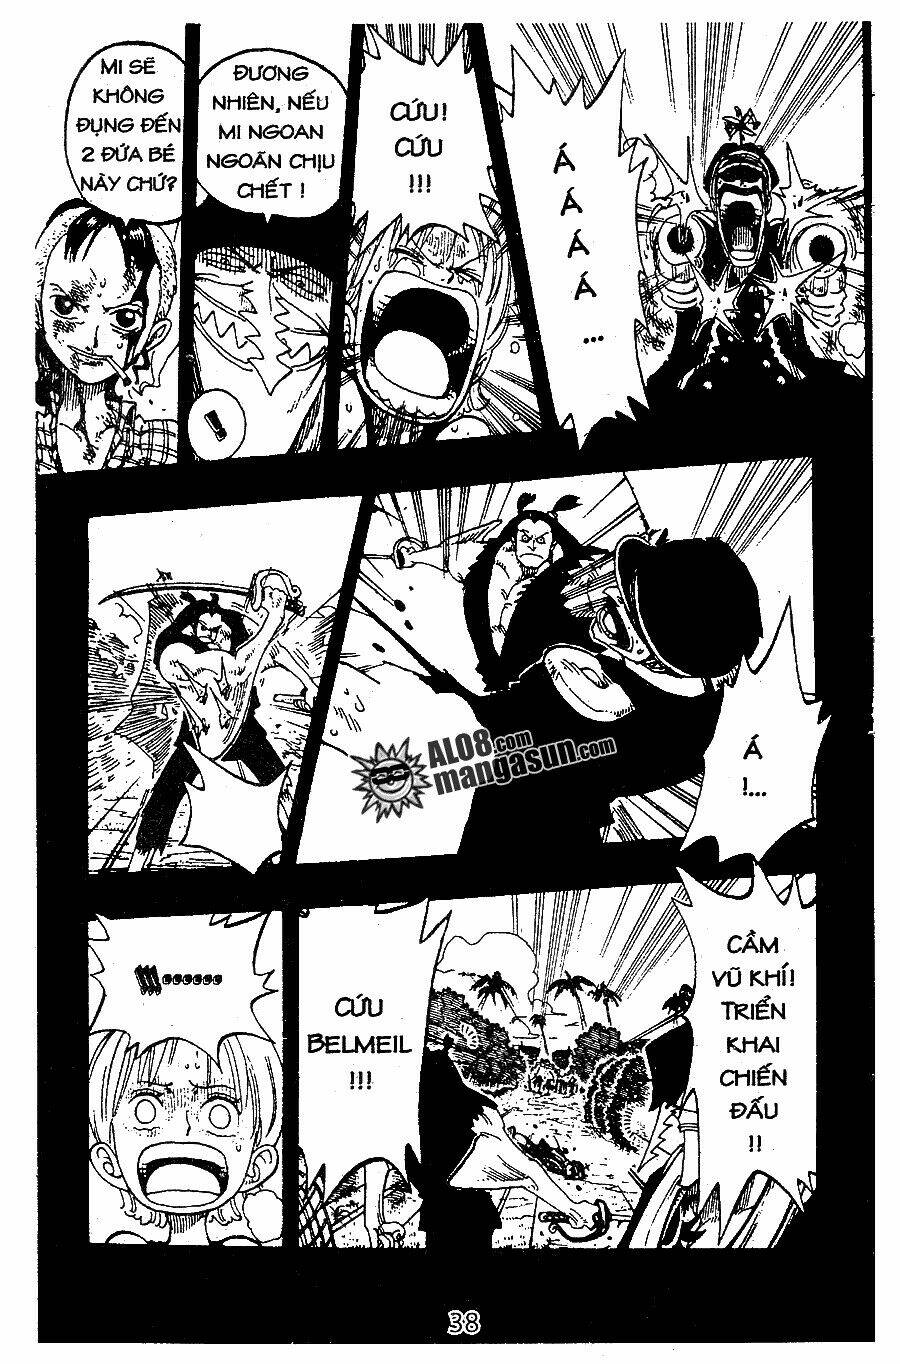 Á
Á
Á
Á
...
CỨU!
CỨU
!!!
ĐƯƠNG
NHIÊN, NẾU
MI NGOAN
NGOÃN CHỊU
CHẾT !
!!
MI SẼ
KHÔNG
ĐỤNG ĐẾN
2 ĐỨA BÉ
NÀY CHỨ?
Á
!...
AL08.com
mangasun.com
CẦM
VŨ KHÍ!
TRIỂN
KHAI
CHIẾN
ĐẤU
!!
CỨU
BELMEIL
!!!
!!!......
38